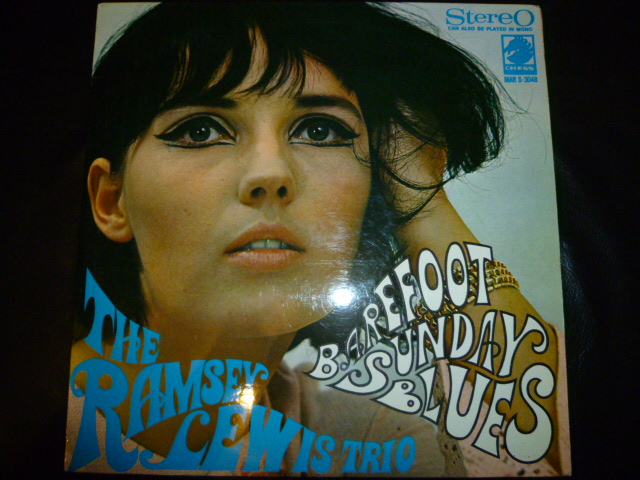 StereO
CAN ALSO BE PLAYED IN MONO
CHESS
MAR S-3048
BAREFOOT
SUNDAY
BLUES
THE
RAMSEY
LEWIS TRIO